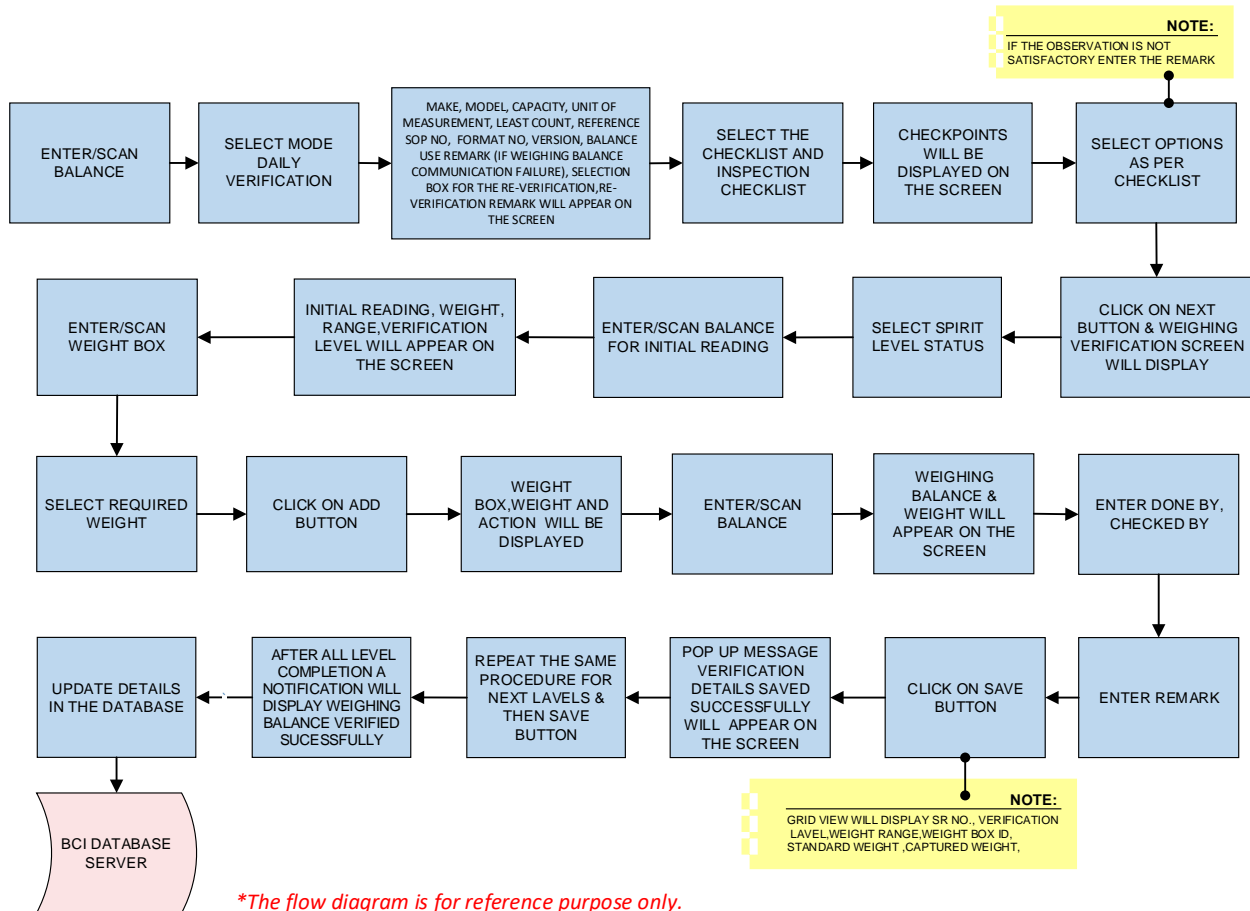 NOTE:
IF THE OBSERVATION IS NOT
SATISFACTORY ENTER THE REMARK
ENTER/SCAN
BALANCE
SELECT MODE
DAILY
VERIFICATION
MAKE, MODEL, CAPACITY, UNIT OF
MEASUREMENT, LEAST COUNT, REFERENCE
SOP NO, FORMAT NO, VERSION, BALANCE
USE REMARK (IF WEIGHING BALANCE
COMMUNICATION FAILURE), SELECTION
BOX FOR THE RE-VERIFICATION,RE-
VERIFICATION REMARK WILL APPEAR ON
THE SCREEN
SELECT THE
CHECKLIST AND
INSPECTION
CHECKLIST
CHECKPOINTS
WILL BE
DISPLAYED ON
THE SCREEN
SELECT OPTIONS
AS PER
CHECKLIST
CLICK ON NEXT
BUTTON & WEIGHING
VERIFICATION SCREEN
WILL DISPLAY
SELECT SPIRIT
LEVEL STATUS
ENTER/SCAN BALANCE
FOR INITIAL READING
INITIAL READING, WEIGHT,
RANGE,VERIFICATION
LEVEL WILL APPEAR ON
THE SCREEN
ENTER/SCAN
WEIGHT BOX
SELECT REQUIRED
WEIGHT
CLICK ON ADD
BUTTON
WEIGHT
BOX,WEIGHT AND
ACTION WILL BE
DISPLAYED
ENTER/SCAN
BALANCE
WEIGHING
BALANCE &
WEIGHT WILL
APPEAR ON THE
SCREEN
ENTER DONE BY,
CHECKED BY
ENTER REMARK
CLICK ON SAVE
BUTTON
POP UP MESSAGE
VERIFICATION
DETAILS SAVED
SUCCESSFULLY
WILL APPEAR ON
THE SCREEN
REPEAT THE SAME
PROCEDURE FOR
NEXT LAVELS &
THEN SAVE
BUTTON
AFTER ALL LEVEL
COMPLETION A
NOTIFICATION WILL
DISPLAY WEIGHING
BALANCE VERIFIED
SUCESSFULLY
UPDATE DETAILS
IN THE DATABASE
NOTE:
GRID VIEW WILL DISPLAY SR NO., VERIFICATION
LAVEL,WEIGHT RANGE,WEIGHT BOX ID,
STANDARD WEIGHT ,CAPTURED WEIGHT,
BCI DATABASE
SERVER
*The flow diagram is for reference purpose only.